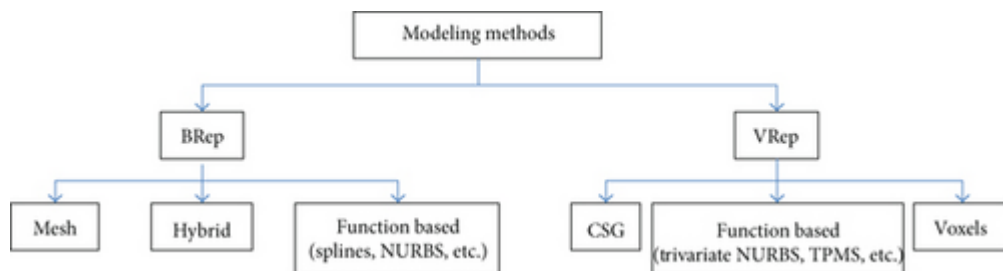 Modeling methods
BRep
VRep
Mesh
Hybrid
Function based
(splines, NURBS, etc.)
CSG
Function based
(trivariate NURBS, TPMS, etc.)
Voxels